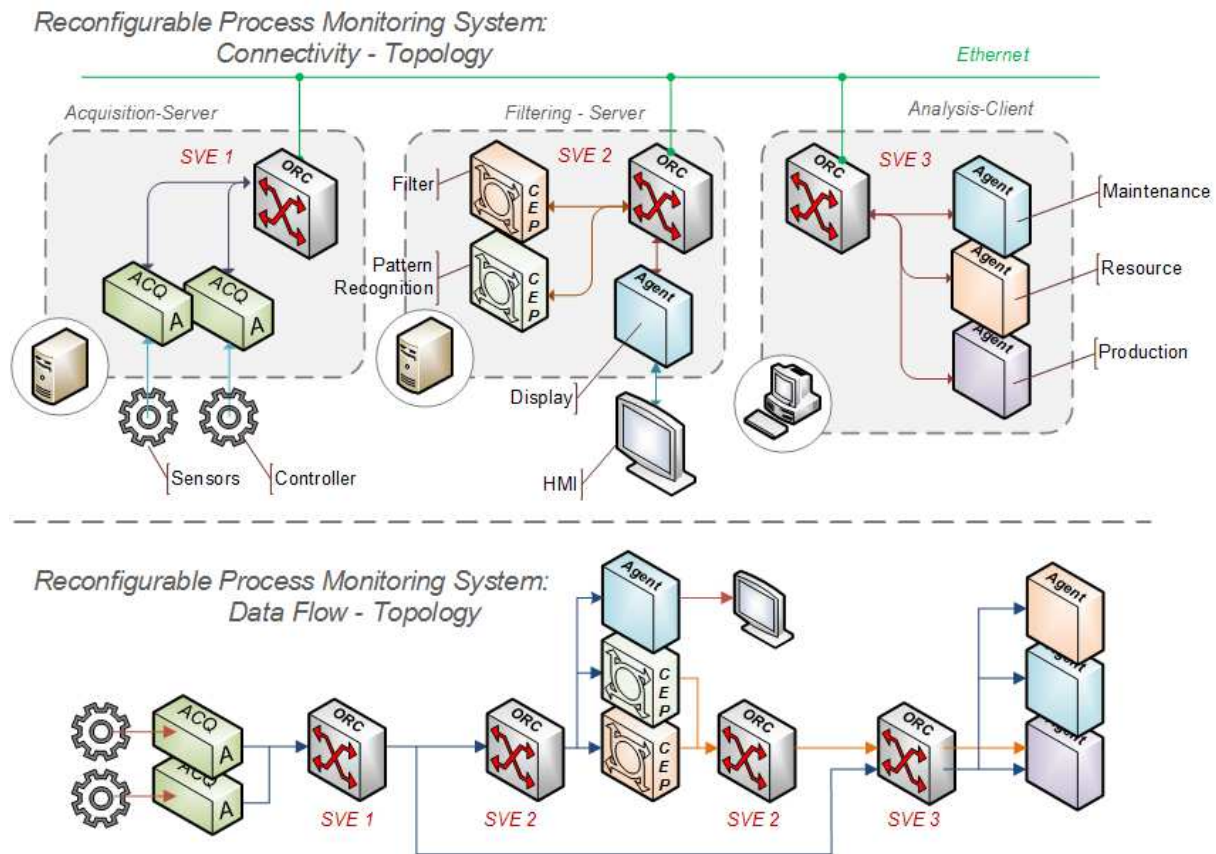 Reconfigurable Process Monitoring System:
Connectivity - Topology
Ethernet
Acquisition-Server
Filtering - Server
Analysis-Client
SVE 1
ORC
SVE 2
ORC
ORC
SVE 3
Agent
Maintenance
Filter
CEP
Pattern
Recognition
CEP
Agent
Agent
Resource
ACQ
A
ACQ
A
Agent
Production
Display
Sensors
Controller
HMI
Reconfigurable Process Monitoring System:
Data Flow - Topology
Agent
Agent
CEP
Agent
ACQ
A
ORC
ORC
CEP
ORC
ORC
Agent
ACQ
A
SVE 1
SVE 2
SVE 2
SVE 3